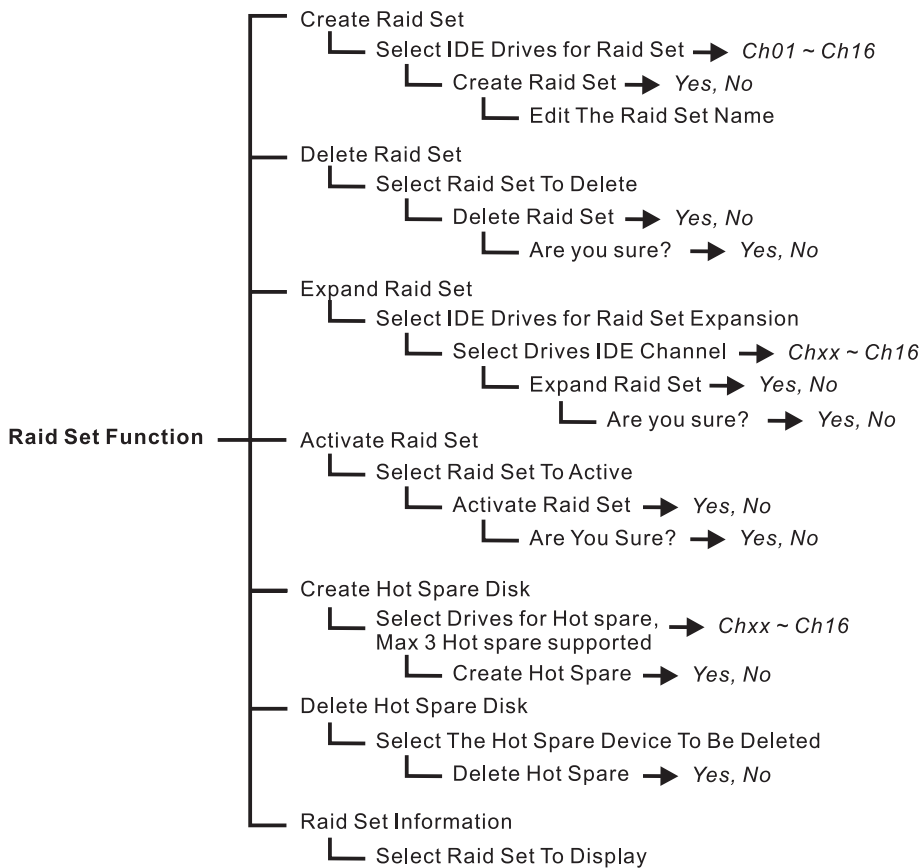 Create Raid Set
Select IDE Drives for Raid Set Ch01 ~ Ch16
Create Raid Set Yes, No
Edit The Raid Set Name
Delete Raid Set
Select Raid Set To Delete
Delete Raid Set Yes, No
Are you sure? Yes, No
Expand Raid Set
Select IDE Drives for Raid Set Expansion
Select Drives IDE Channel Chxx ~ Ch16
Expand Raid Set Yes, No
Are you sure? Yes, No
Raid Set Function Activate Raid Set
Select Raid Set To Active
Activate Raid Set Yes, No
Are You Sure? Yes, No
Create Hot Spare Disk
Select Drives for Hot spare,
Max 3 Hot spare supported Chxx ~ Ch16
Create Hot Spare Yes, No
Delete Hot Spare Disk
Select The Hot Spare Device To Be Deleted
Delete Hot Spare Yes, No
Raid Set Information
Select Raid Set To Display